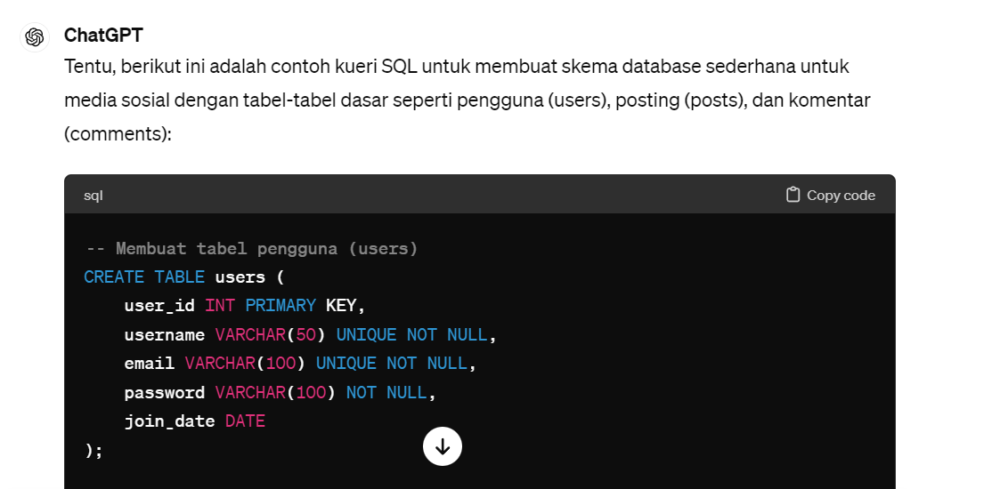 ChatGPT
Tentu, berikut ini adalah contoh kueri SQL untuk membuat skema database sederhana untuk
media sosial dengan tabel-tabel dasar seperti pengguna (users), posting (posts), dan komentar
(comments):
sql Copy code
-- Membuat tabel pengguna (users)
CREATE TABLE users (
    user_id INT PRIMARY KEY,
    username VARCHAR(50) UNIQUE NOT NULL,
    email VARCHAR(100) UNIQUE NOT NULL,
    password VARCHAR(100) NOT NULL,
    join_date DATE
);